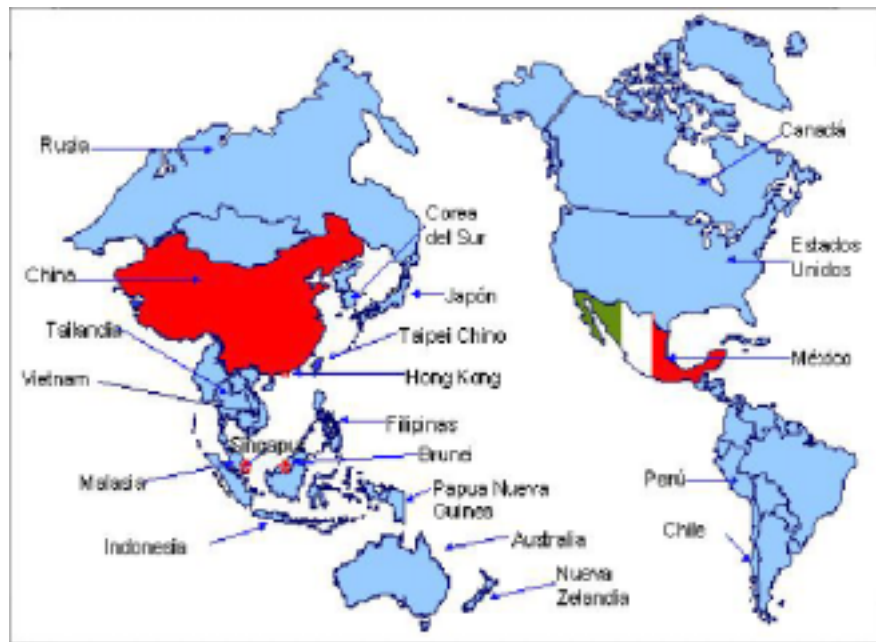 Rusia
Canadá
Corea
del Sur
Estados
Unidos
China
Japón
Tailandia
Taipei Chino
México
Vietnam
Hong Kong
Filipinas
Singapur
Brunei
Malasia
Perú
Papua Nueva
Guinea
Indonesia
Australia
Chile
Nueva
Zelandia